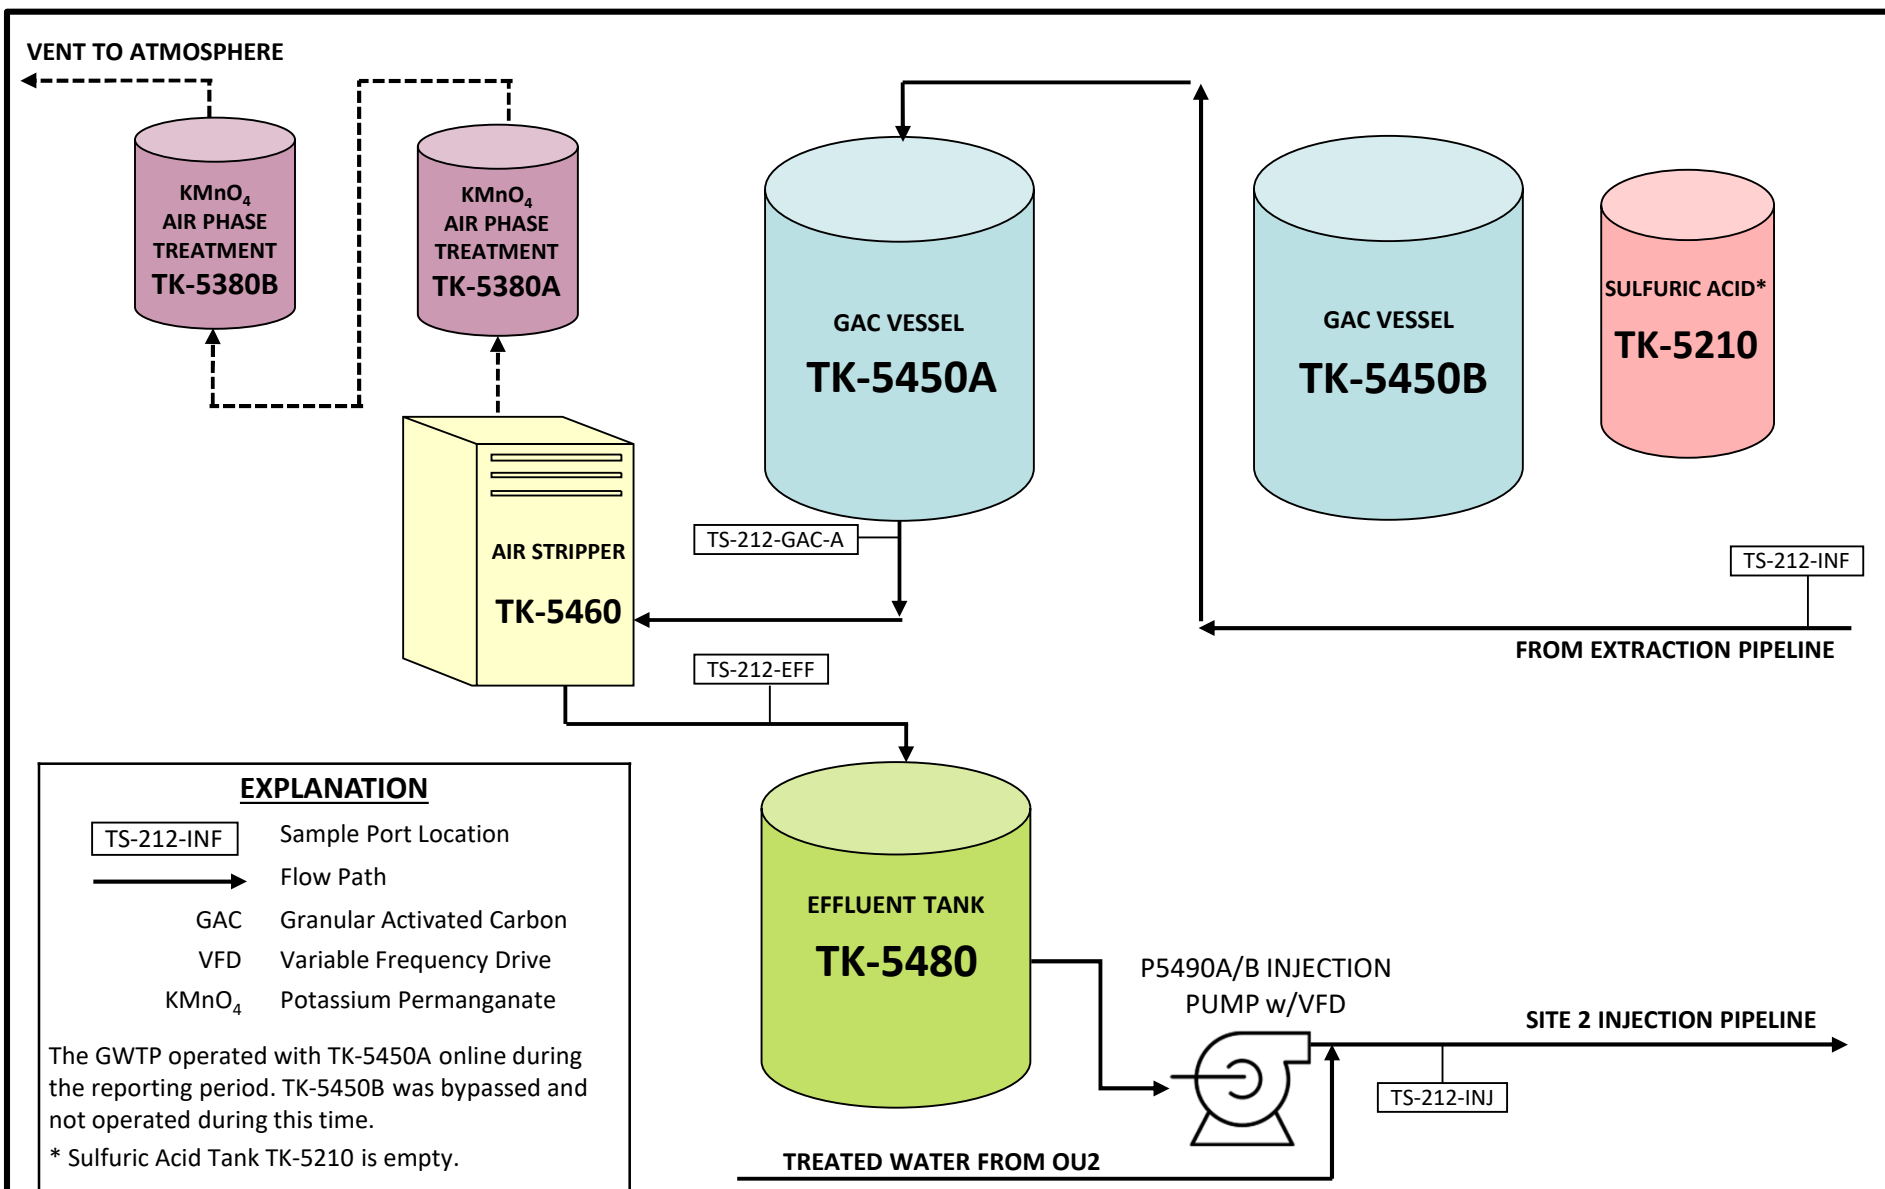 VENT TO ATMOSPHERE
KMnO₄
AIR PHASE
TREATMENT
TK-5380B
KMnO₄
AIR PHASE
TREATMENT
TK-5380A
GAC VESSEL
TK-5450A
GAC VESSEL
TK-5450B
SULFURIC ACID*
TK-5210
TS-212-GAC-A
AIR STRIPPER
TK-5460
TS-212-INF
FROM EXTRACTION PIPELINE
TS-212-EFF
EFFLUENT TANK
TK-5480
P5490A/B INJECTION
PUMP w/VFD
SITE 2 INJECTION PIPELINE
TS-212-INJ
TREATED WATER FROM OU2
EXPLANATION
TS-212-INF Sample Port Location
Flow Path
GAC Granular Activated Carbon
VFD Variable Frequency Drive
KMnO₄ Potassium Permanganate
The GWTP operated with TK-5450A online during
the reporting period. TK-5450B was bypassed and
not operated during this time.
* Sulfuric Acid Tank TK-5210 is empty.